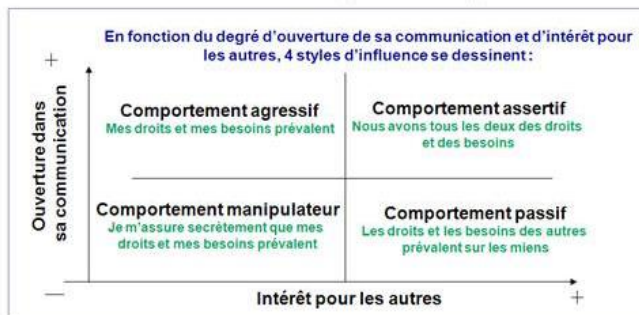 En fonction du degré d’ouverture de sa communication et d’intérêt pour
les autres, 4 styles d’influence se dessinent :
+
Ouverture dans
sa communication
Comportement agressif
Mes droits et mes besoins prévalent
Comportement assertif
Nous avons tous les deux des droits
et des besoins
Comportement manipulateur
Je m’assure secrètement que mes
droits et mes besoins prévalent
Comportement passif
Les droits et les besoins des autres
prévalent sur les miens
—
Intérêt pour les autres
+